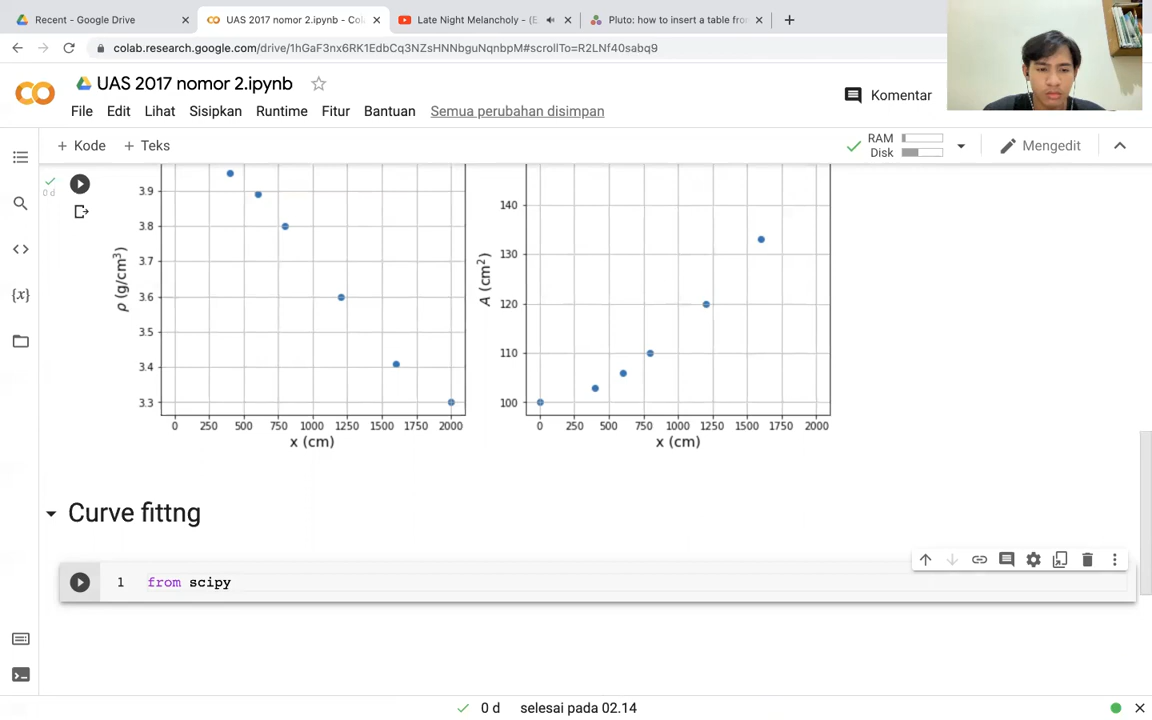 Recent - Google Drive
UAS 2017 nomor 2.ipynb - Col
Late Night Melancholy - (E
Pluto: how to insert a table from
colab.research.google.com/drive/1hGaF3nx6RK1EdbCq3NZsHNNbguNqnbpM#scrollTo=R2LNf40sabq9
UAS 2017 nomor 2.ipynb
File Edit Lihat Sisipkan Runtime Fitur Bantuan Semua perubahan disimpan
Komentar
+ Kode + Teks
RAM
Disk
Mengedit
0 d
3.9
3.8
3.7
3.6
3.5
3.4
3.3
ρ (g/cm³)
0 250 500 750 1000 1250 1500 1750 2000
x (cm)
140
130
120
110
100
A (cm²)
0 250 500 750 1000 1250 1500 1750 2000
x (cm)
Curve fittng
1 from scipy
0 d selesai pada 02.14